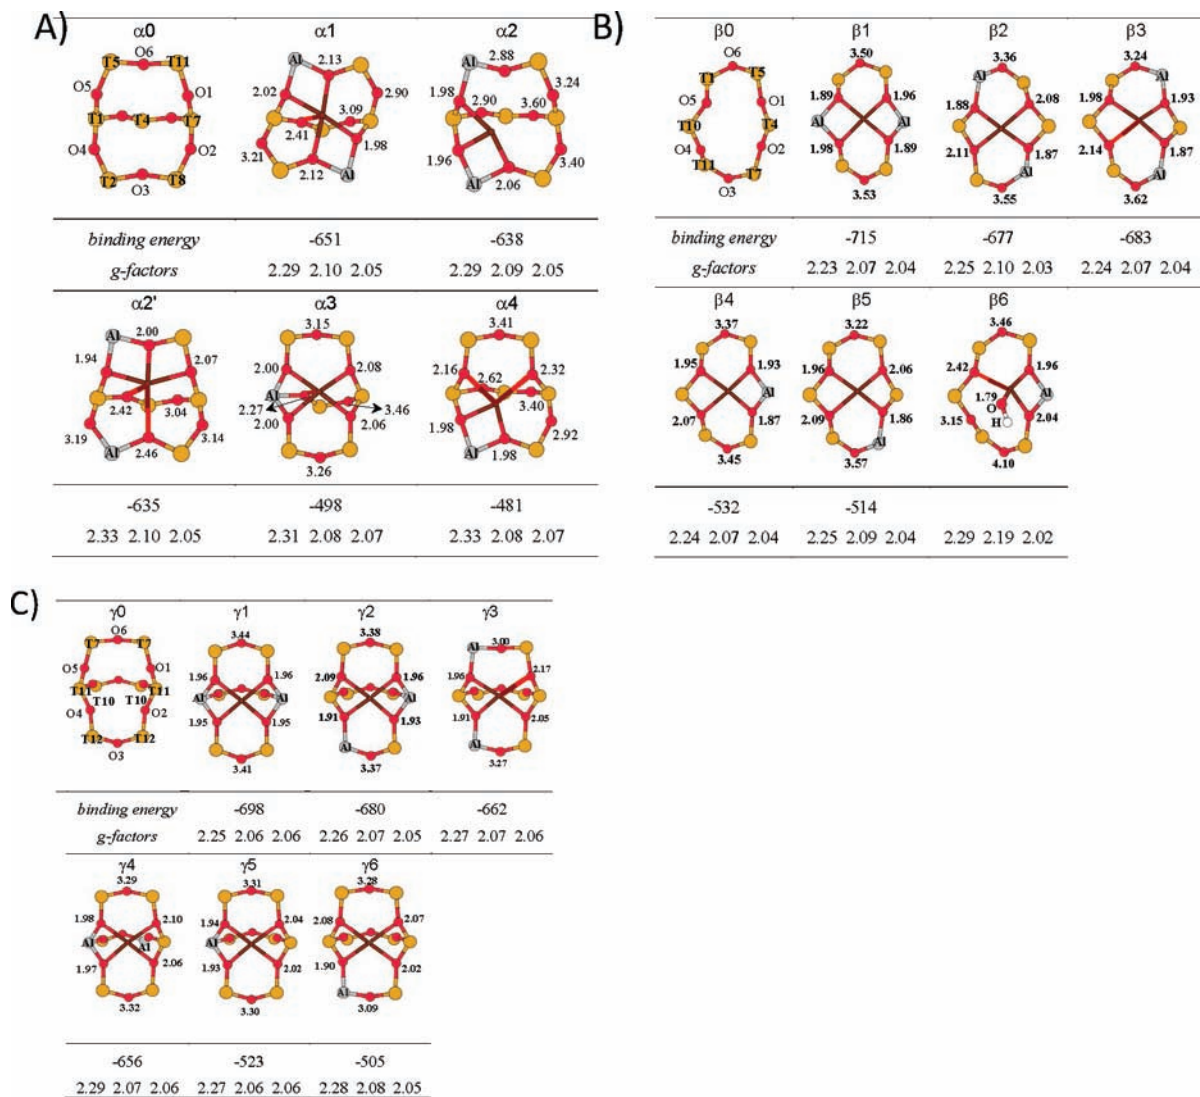 A)
α0 α1 α2
O6
T5 T11
O5 O1
T1 T4 T7
O4 O2
T2 T8
O3
Al 2.13
2.02 3.09 2.90
2.41
3.21 1.98
2.12 Al
Al 2.88
3.24
1.98 2.90 3.60
1.96 3.40
Al 2.06
binding energy -651 -638
g-factors 2.29 2.10 2.05 2.29 2.09 2.05
α2' α3 α4
Al 2.00
1.94 2.07
2.42 3.04
3.19 3.14
Al 2.46
3.15
2.00 2.08
Al
2.27 3.46
2.00 2.06
3.26
3.41
2.16 2.62 2.32
3.40
1.98 2.92
Al 1.98
-635 -498 -481
2.33 2.10 2.05 2.31 2.08 2.07 2.33 2.08 2.07
B)
β0 β1 β2 β3
O6
T1 T5
O5 O1
T10 T4
O4 O2
T11 T7
O3
3.50
1.89 1.96
Al Al
1.98 1.89
3.53
3.36
Al
1.88 2.08
2.11 1.87
Al
3.55
3.24
Al
1.98 1.93
2.14 1.87
Al
3.62
binding energy -715 -677 -683
g-factors 2.23 2.07 2.04 2.25 2.10 2.03 2.24 2.07 2.04
β4 β5 β6
3.37
1.95 1.93
Al
2.07 1.87
3.45
3.22
1.96 2.06
2.09 1.86
Al
3.57
3.46
2.42 1.96
1.79 Al
O
3.15 H 2.04
4.10
-532 -514
2.24 2.07 2.04 2.25 2.09 2.04 2.29 2.19 2.02
C)
γ0 γ1 γ2 γ3
O6
T7 T7
O5 O1
T11 T11
T10 T10
O4 O2
T12 T12
O3
3.44
1.96 1.96
Al Al
1.95 1.95
3.41
3.38
2.09 1.96
Al
1.91 1.93
Al
3.37
Al 3.00
1.96 2.17
1.91 2.05
Al
3.27
binding energy -698 -680 -662
g-factors 2.25 2.06 2.06 2.26 2.07 2.05 2.27 2.07 2.06
γ4 γ5 γ6
3.29
1.98 2.10
Al Al
1.97 2.06
3.32
3.31
1.94 2.04
Al
1.93 2.02
3.30
3.28
2.08 2.07
1.90 2.02
Al
3.09
-656 -523 -505
2.29 2.07 2.06 2.27 2.06 2.06 2.28 2.08 2.05